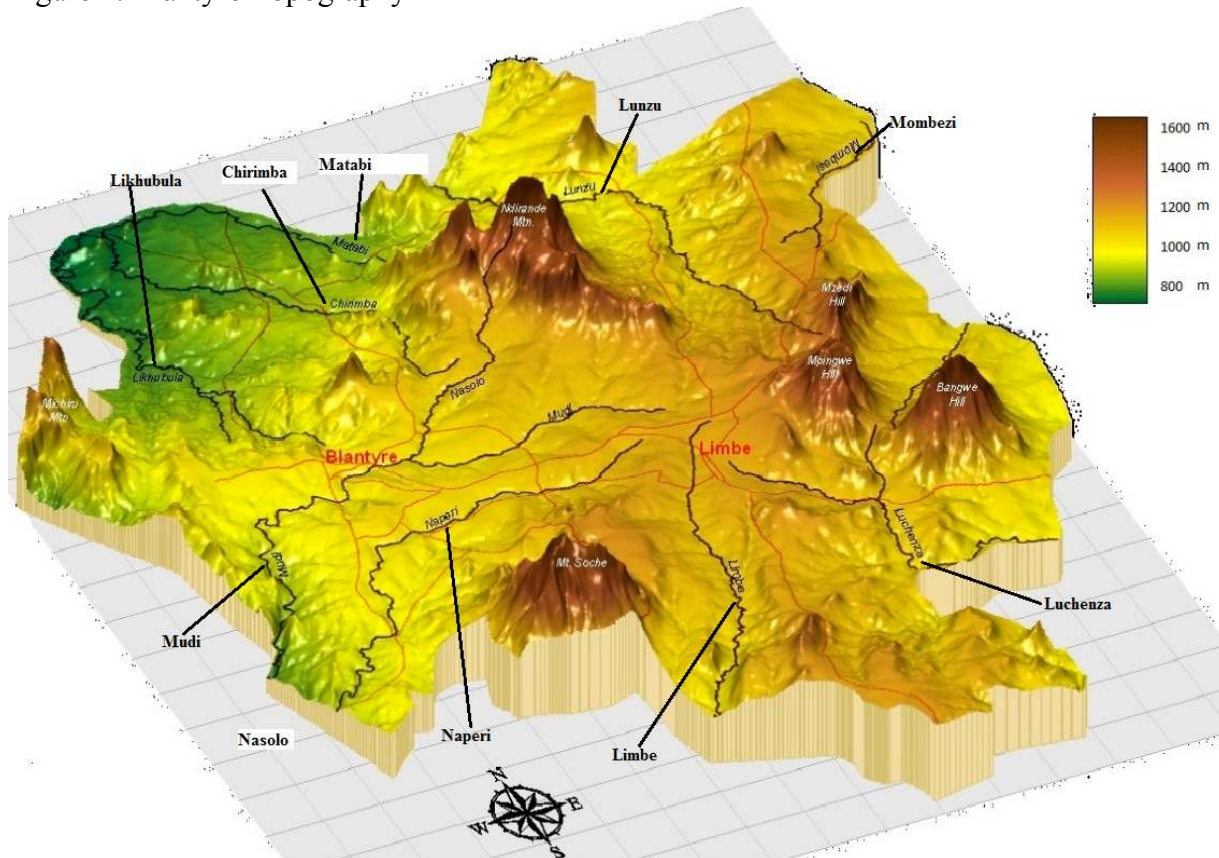 Lunzu
Mombezi
Matabi
Chirimba
Likhubula
1600 m
1400 m
1200 m
1000 m
800 m
Mombezi
Lunzu
Ndirande
Mtn.
Matabi
Chirimba
Mzedi
Hill
Likhubula
Mpingwe
Hill
Bangwe
Hill
Michiru
Mtn
Nasolo
Mudi
Blantyre
Limbe
Naperi
Luchenza
Mudi
Mt. Soche
Limbe
Luchenza
Mudi
Nasolo
Naperi
Limbe
N
E
W
S